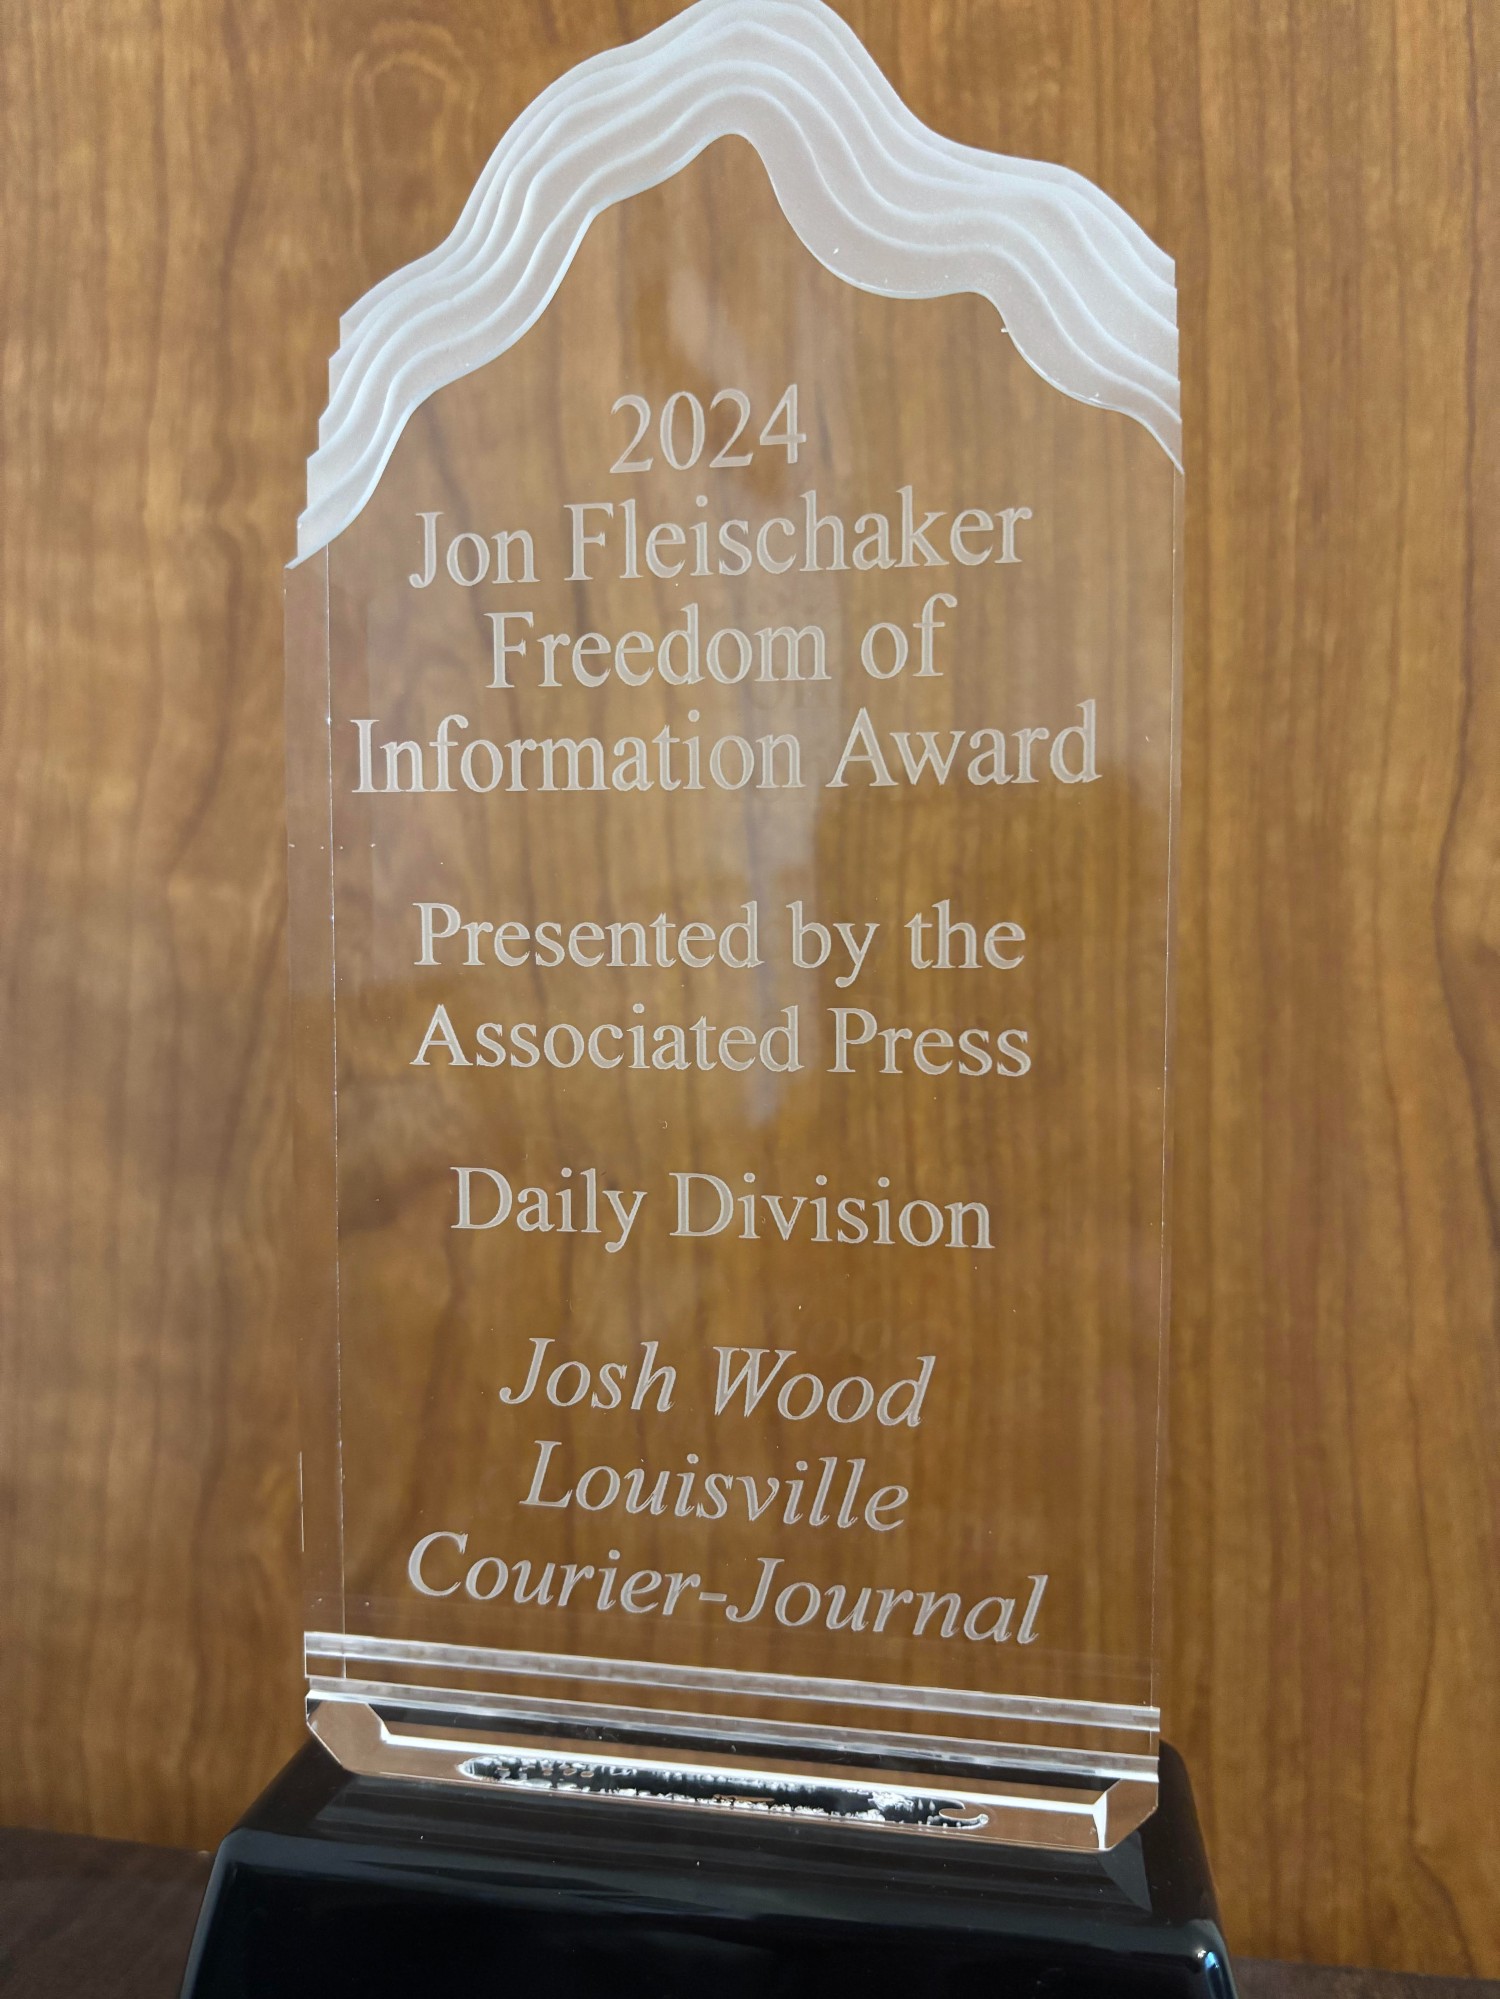 2024
Jon Fleischaker
Freedom of
Information Award
Presented by the
Associated Press
Daily Division
Josh Wood
Louisville
Courier-Journal